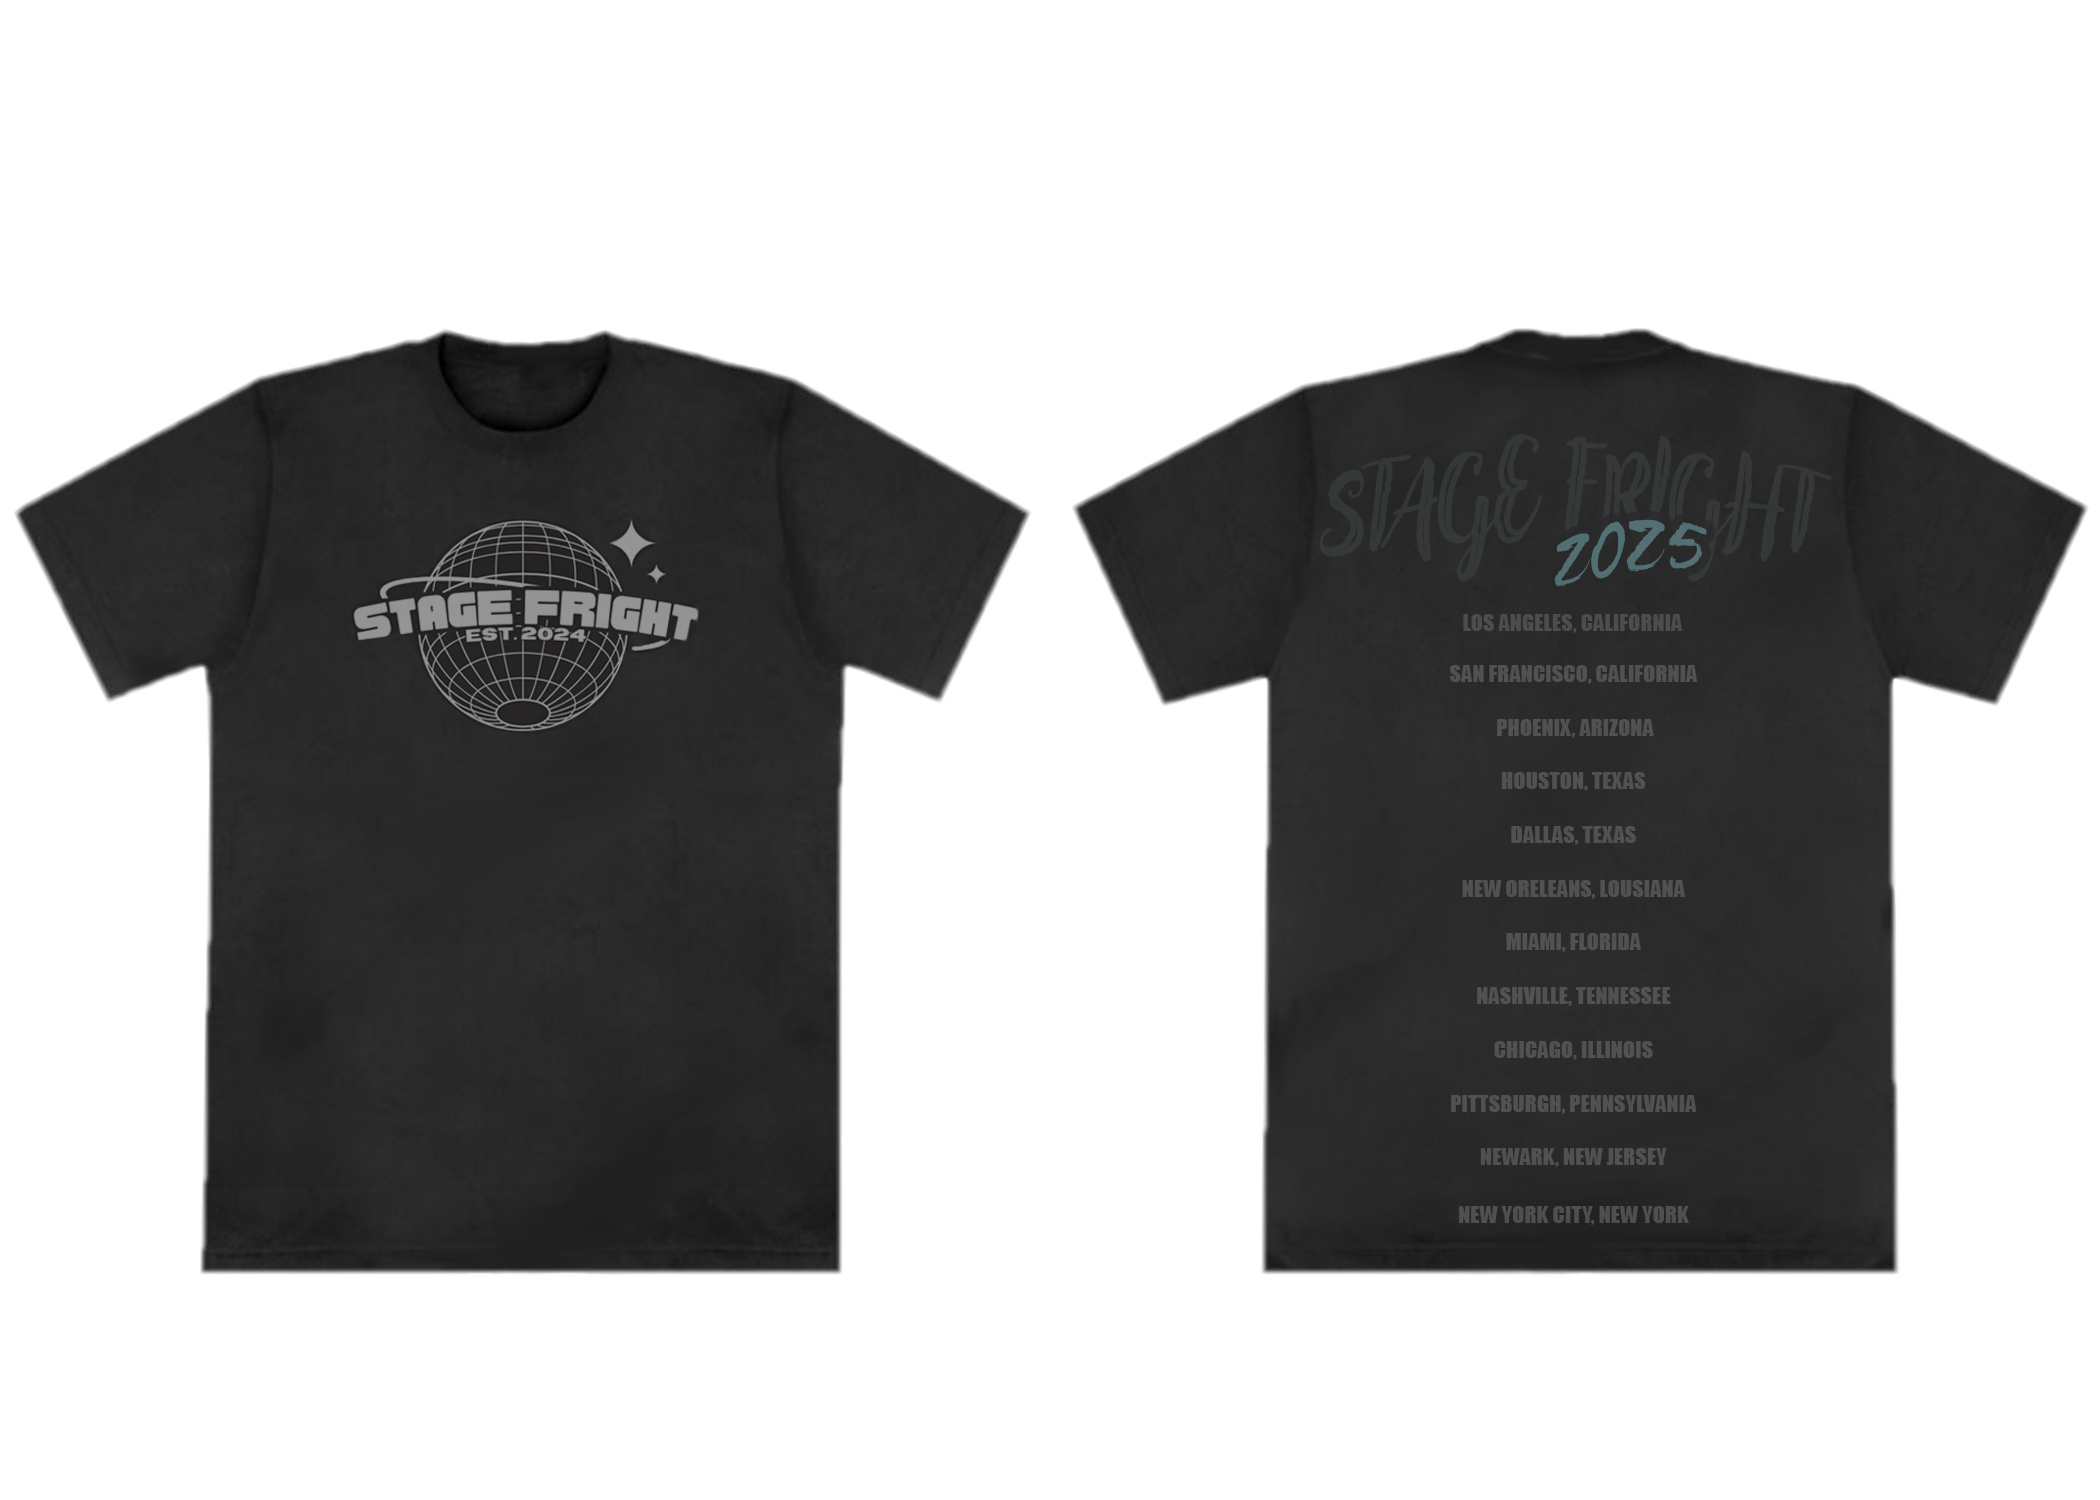 STAGE FRIGHT
EST. 2024
STAGE FRIGHT
2025
LOS ANGELES, CALIFORNIA
SAN FRANCISCO, CALIFORNIA
PHOENIX, ARIZONA
HOUSTON, TEXAS
DALLAS, TEXAS
NEW ORELEANS, LOUSIANA
MIAMI, FLORIDA
NASHVILLE, TENNESSEE
CHICAGO, ILLINOIS
PITTSBURGH, PENNSYLVANIA
NEWARK, NEW JERSEY
NEW YORK CITY, NEW YORK